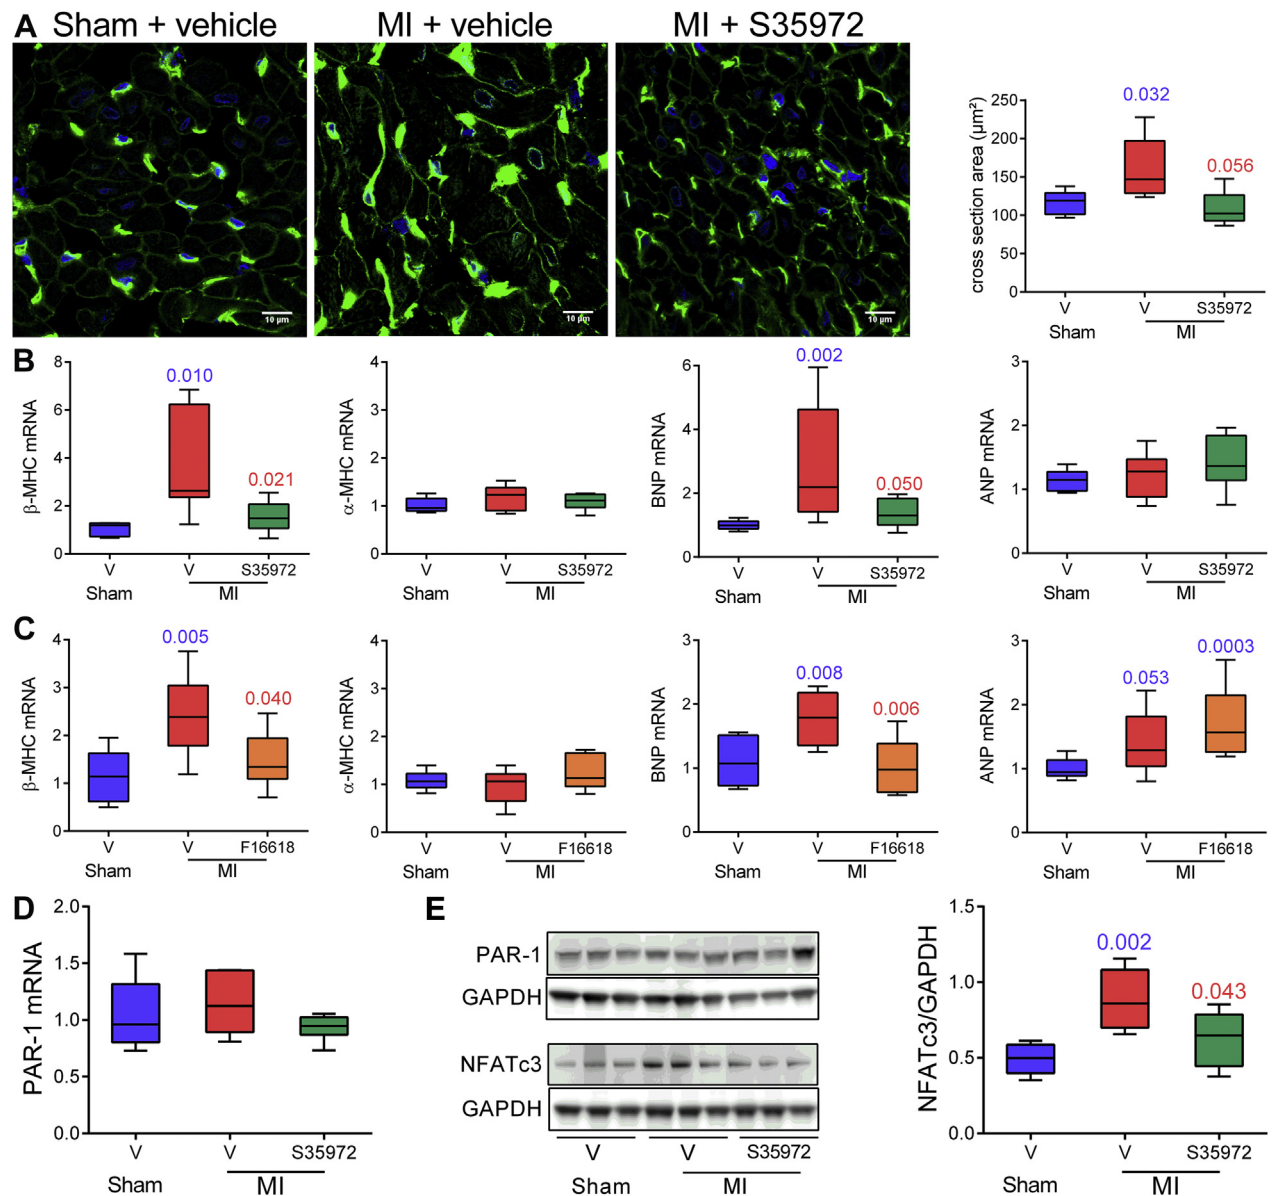 A Sham + vehicle MI + vehicle MI + S35972
10 µm 10 µm 10 µm
cross section area (µm²)
250
200
150
100
50
0
0.032
0.056
V V S35972
Sham MI
B
β-MHC mRNA
8
6
4
2
0
0.010
0.021
V V S35972
Sham MI
α-MHC mRNA
4
3
2
1
0
V V S35972
Sham MI
BNP mRNA
6
4
2
0
0.002
0.050
V V S35972
Sham MI
ANP mRNA
3
2
1
0
V V S35972
Sham MI
C
β-MHC mRNA
4
3
2
1
0
0.005
0.040
V V F16618
Sham MI
α-MHC mRNA
4
3
2
1
0
V V F16618
Sham MI
BNP mRNA
3
2
1
0
0.008
0.006
V V F16618
Sham MI
ANP mRNA
3
2
1
0
0.053
0.0003
V V F16618
Sham MI
D
PAR-1 mRNA
2.0
1.5
1.0
0.5
0.0
V V S35972
Sham MI
E
PAR-1
GAPDH
NFATc3
GAPDH
V V S35972
Sham MI
NFATc3/GAPDH
1.5
1.0
0.5
0.0
0.002
0.043
V V S35972
Sham MI